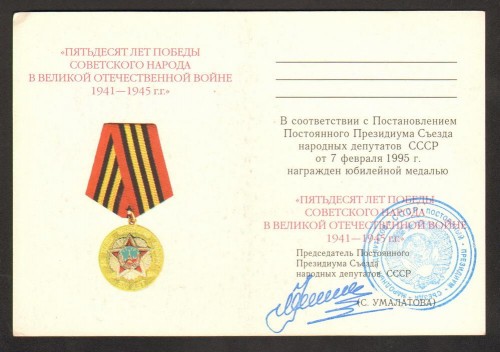 «ПЯТЬДЕСЯТ ЛЕТ ПОБЕДЫ
СОВЕТСКОГО НАРОДА
В ВЕЛИКОЙ ОТЕЧЕСТВЕННОЙ ВОЙНЕ
1941—1945 г.г.»
В соответствии с Постановлением
Постоянного Президиума Съезда
народных депутатов СССР
от 7 февраля 1995 г.
награжден юбилейной медалью
«ПЯТЬДЕСЯТ ЛЕТ ПОБЕДЫ
СОВЕТСКОГО НАРОДА
В ВЕЛИКОЙ ОТЕЧЕСТВЕННОЙ ВОЙНЕ
1941—1945 г.г.»
Председатель Постоянного
Президиума Съезда
народных депутатов СССР
(С. УМАЛАТОВА)